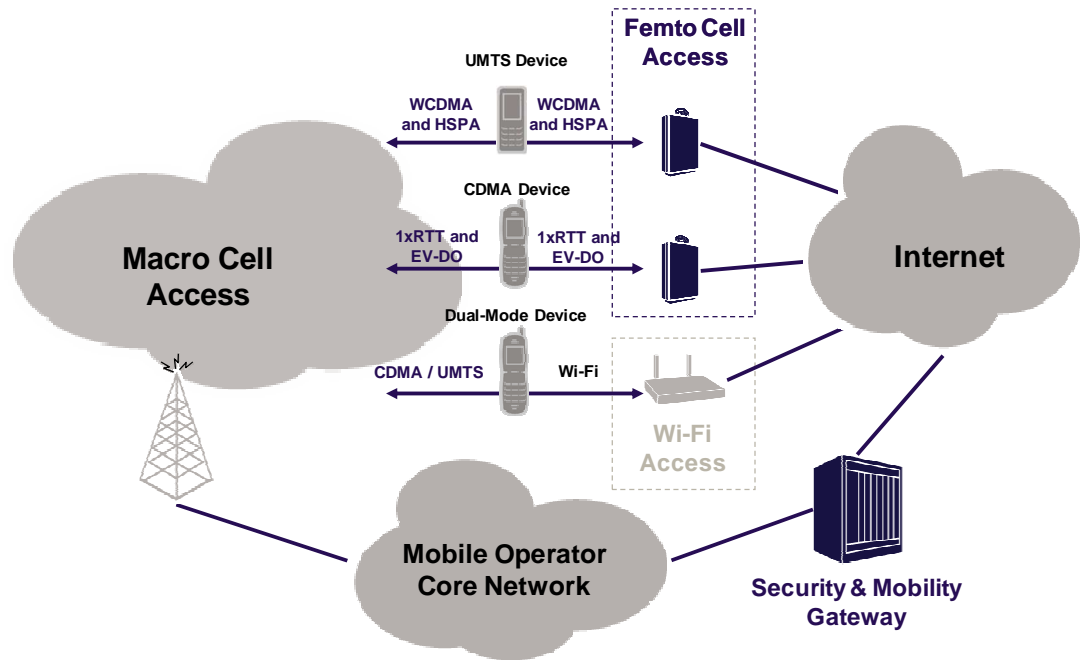 Femto Cell
Access
UMTS Device
WCDMA
and HSPA
WCDMA
and HSPA
CDMA Device
1xRTT and
EV-DO
1xRTT and
EV-DO
Macro Cell
Access
Internet
Dual-Mode Device
CDMA / UMTS
Wi-Fi
Wi-Fi
Access
Mobile Operator
Core Network
Security & Mobility
Gateway